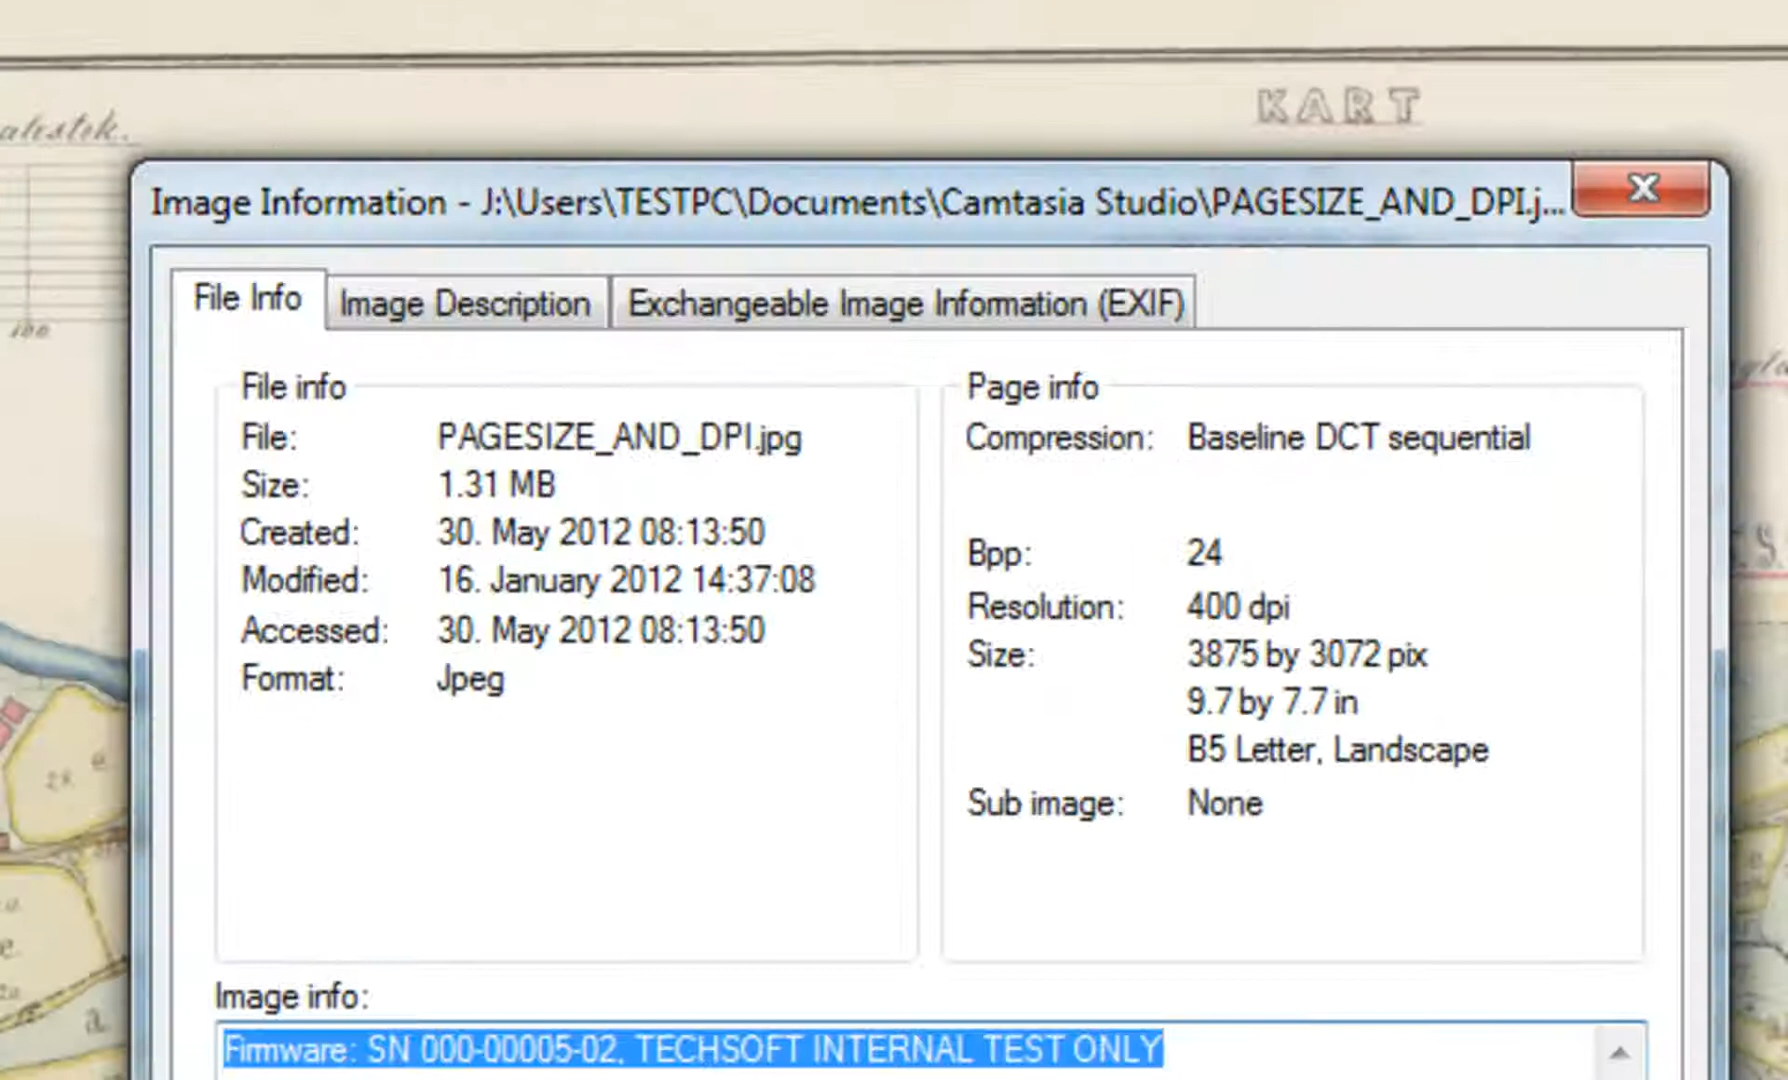 KART
Image Information - J:\Users\TESTPC\Documents\Camtasia Studio\PAGESIZE_AND_DPI.j...
File Info
Image Description
Exchangeable Image Information (EXIF)
File info
File: PAGESIZE_AND_DPI.jpg
Size: 1.31 MB
Created: 30. May 2012 08:13:50
Modified: 16. January 2012 14:37:08
Accessed: 30. May 2012 08:13:50
Format: Jpeg
Page info
Compression: Baseline DCT sequential
Bpp: 24
Resolution: 400 dpi
Size: 3875 by 3072 pix
9.7 by 7.7 in
B5 Letter, Landscape
Sub image: None
Image info:
Firmware: SN 000-00005-02, TECHSOFT INTERNAL TEST ONLY